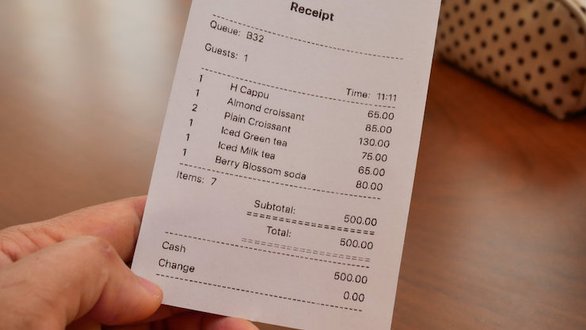 Receipt
Queue: B32
Guests: 1
Time: 11:11
1 H Cappu 65.00
1 Almond croissant 85.00
2 Plain Croissant 130.00
1 Iced Green tea 75.00
1 Iced Milk tea 65.00
1 Berry Blossom soda 80.00
Items: 7
Subtotal: 500.00
Total: 500.00
Cash 500.00
Change 0.00